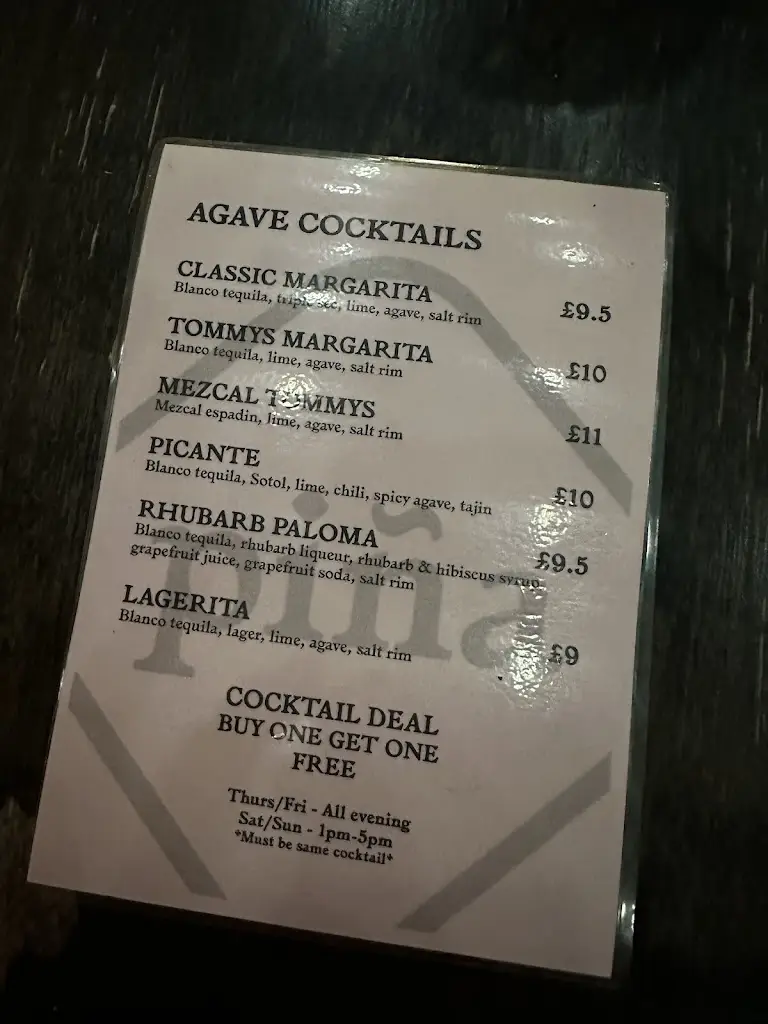 AGAVE COCKTAILS
CLASSIC MARGARITA
Blanco tequila, triple sec, lime, agave, salt rim
£9.5
TOMMYS MARGARITA
Blanco tequila, lime, agave, salt rim
£10
MEZCAL TOMMYS
Mezcal espadin, lime, agave, salt rim
£11
PICANTE
Blanco tequila, Sotol, lime, chili, spicy agave, tajin
£10
RHUBARB PALOMA
Blanco tequila, rhubarb liqueur, rhubarb & hibiscus syrup,
grapefruit juice, grapefruit soda, salt rim
£9.5
LAGERITA
Blanco tequila, lager, lime, agave, salt rim
£9
piña
COCKTAIL DEAL
BUY ONE GET ONE
FREE
Thurs/Fri - All evening
Sat/Sun - 1pm-5pm
*Must be same cocktail*